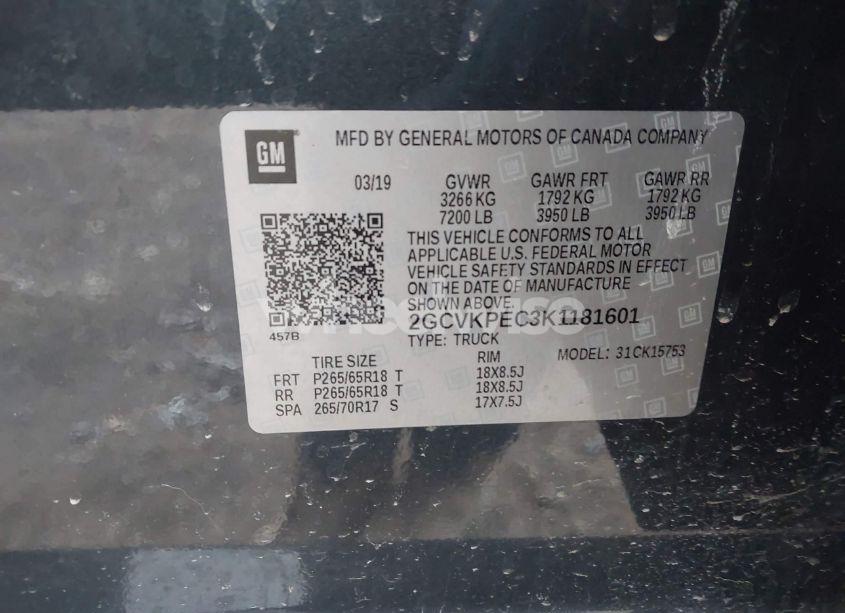 GM
MFD BY GENERAL MOTORS OF CANADA COMPANY
03/19 GVWR GAWR FRT GAWR RR
3266 KG 1792 KG 1792 KG
7200 LB 3950 LB 3950 LB
THIS VEHICLE CONFORMS TO ALL
APPLICABLE U.S. FEDERAL MOTOR
VEHICLE SAFETY STANDARDS IN EFFECT
ON THE DATE OF MANUFACTURE
SHOWN ABOVE.
2GCVKPEC3K1181601
457B
TYPE: TRUCK
TIRE SIZE RIM MODEL: 31CK15753
FRT P265/65R18 T 18X8.5J
RR P265/65R18 T 18X8.5J
SPA 265/70R17 S 17X7.5J